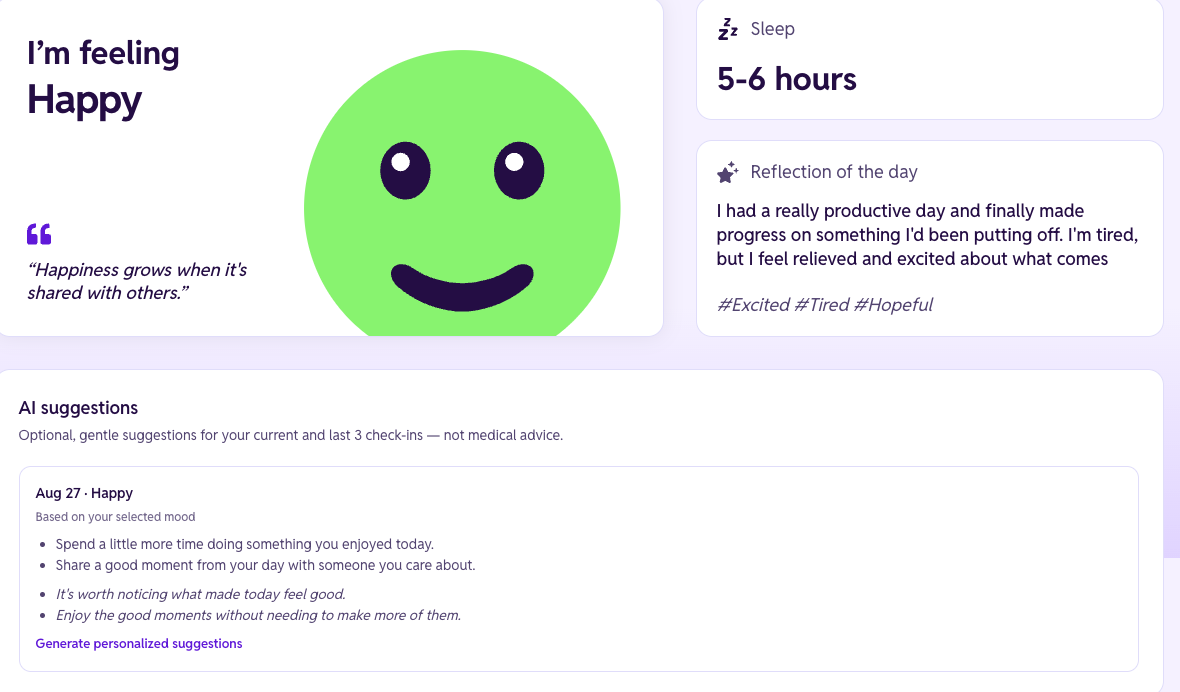 I’m feeling
Happy
“Happiness grows when it's
shared with others.”
zzz Sleep
5-6 hours
Reflection of the day
I had a really productive day and finally made
progress on something I'd been putting off. I'm tired,
but I feel relieved and excited about what comes
#Excited #Tired #Hopeful
AI suggestions
Optional, gentle suggestions for your current and last 3 check-ins — not medical advice.
Aug 27 · Happy
Based on your selected mood
• Spend a little more time doing something you enjoyed today.
• Share a good moment from your day with someone you care about.
• It's worth noticing what made today feel good.
• Enjoy the good moments without needing to make more of them.
Generate personalized suggestions